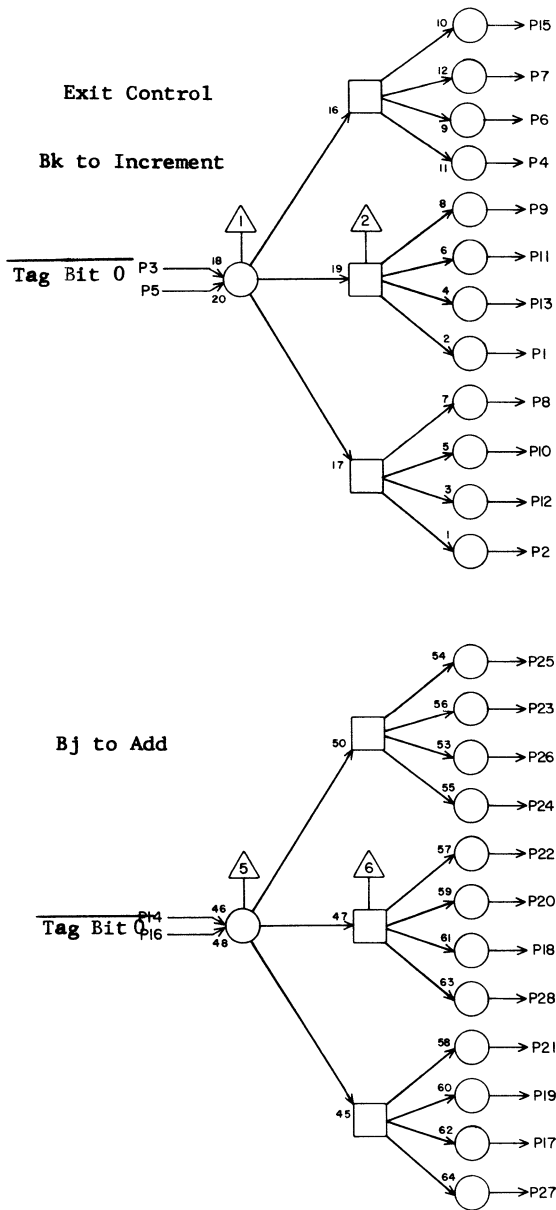 10 P15
Exit Control
12 P7
16
9 P6
11 P4
Bk to Increment
1 2
8 P9
Tag Bit 0 P3 18
6 P11
19
P5 20
4 P13
2 P1
7 P8
17
5 P10
3 P12
1 P2
54 P25
Bj to Add
56 P23
50
53 P26
55 P24
5 6
57 P22
P14 46
47
59 P20
Tag Bit 0 P16 48
61 P18
63 P28
58 P21
45
60 P19
62 P17
64 P27